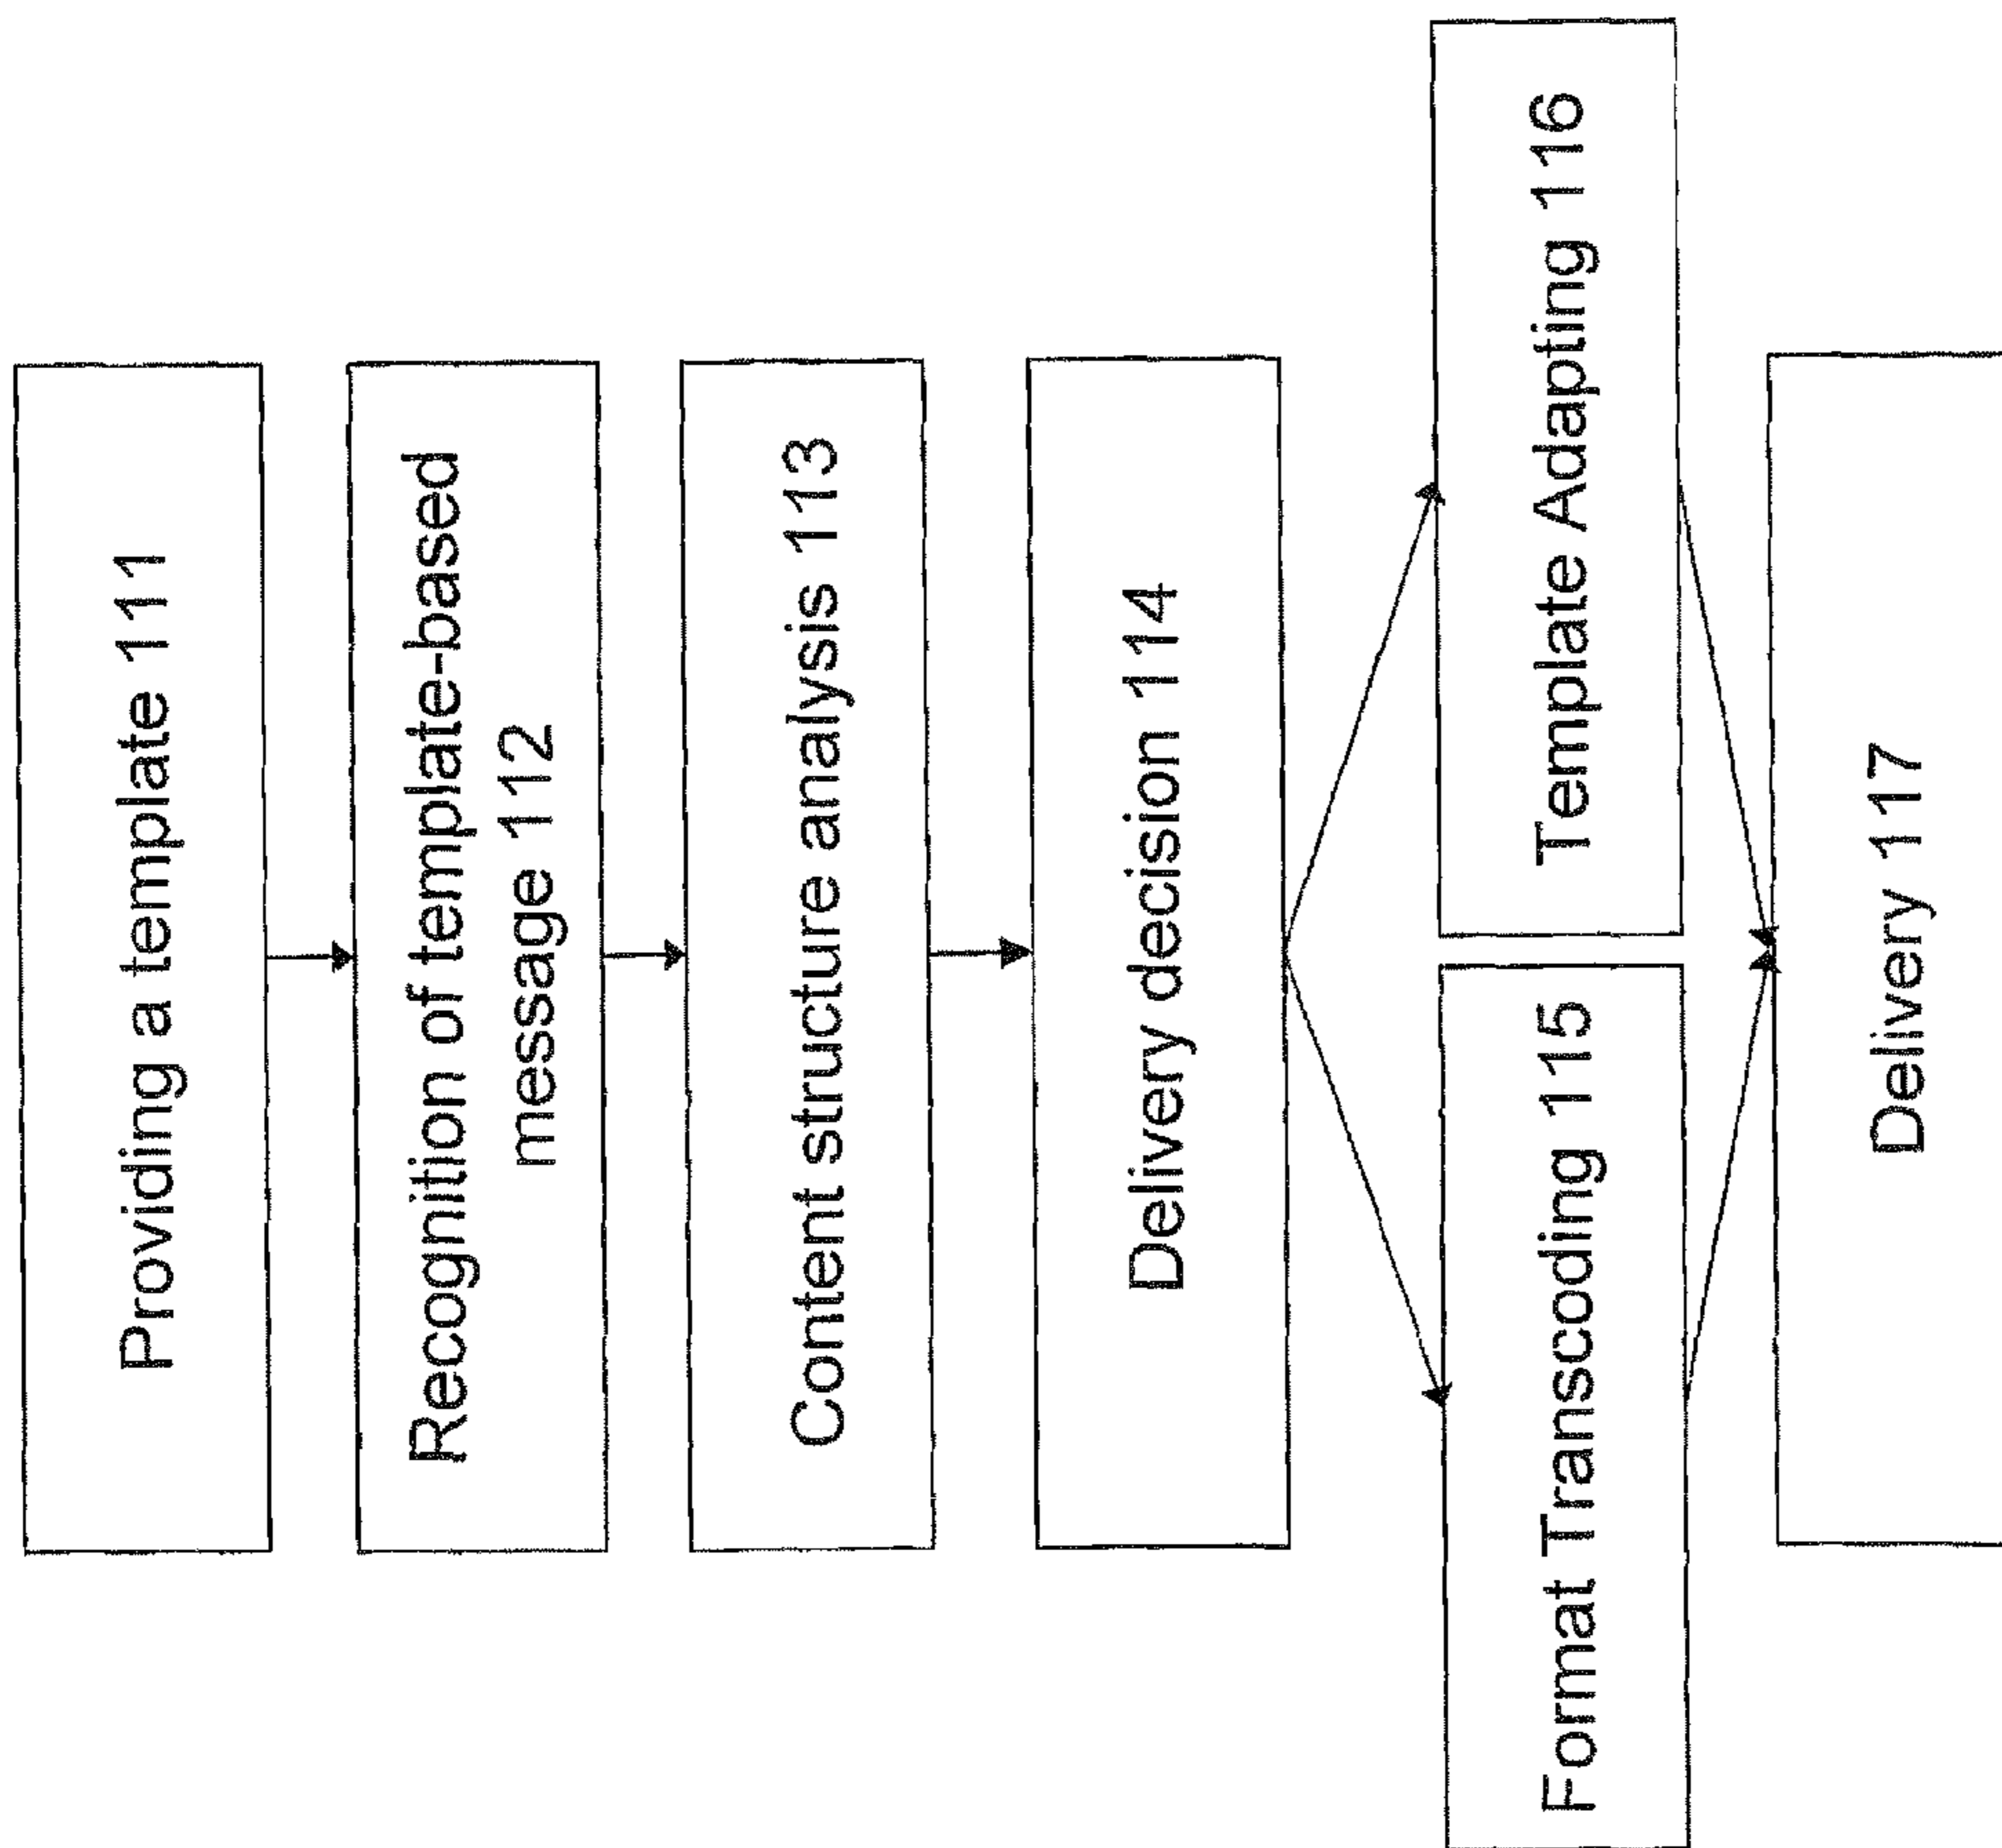 Providing a template 111
Recognition of template-based
message 112
Content structure analysis 113
Delivery decision 114
Format Transcoding 115
Template Adapting 116
Delivery 117